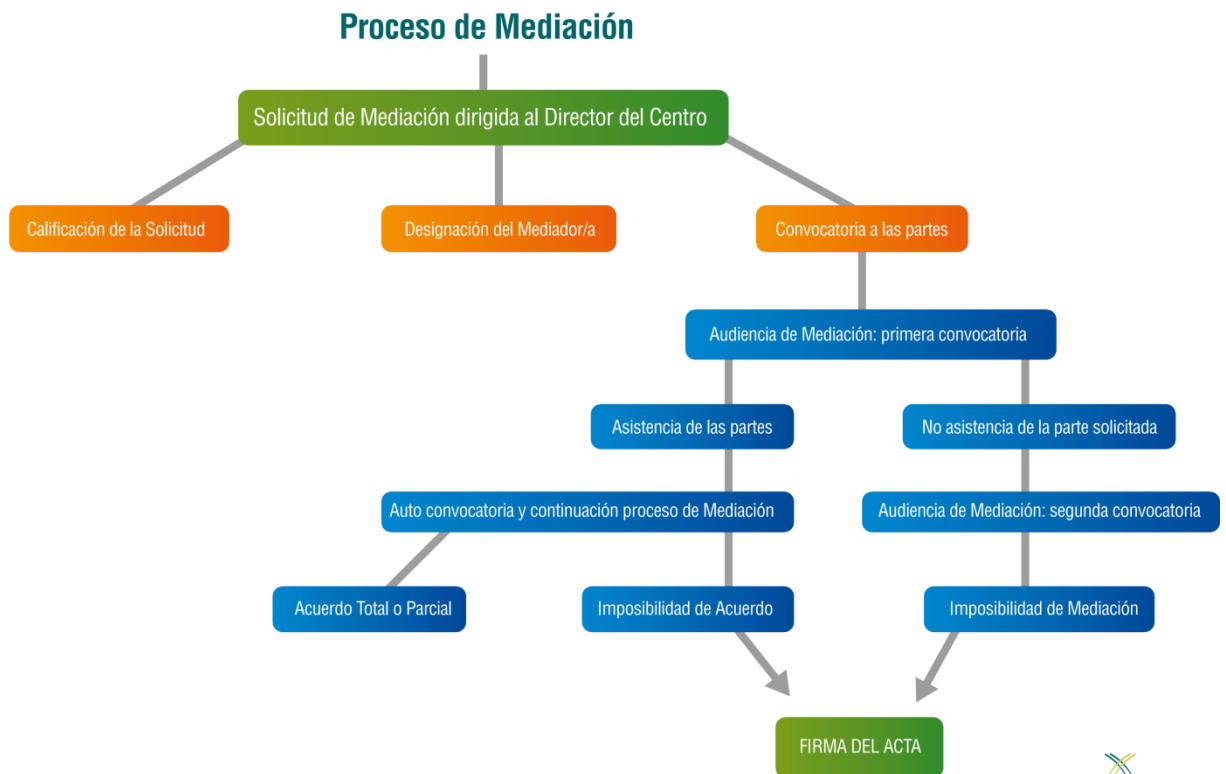 Proceso de Mediación
Solicitud de Mediación dirigida al Director del Centro
Calificación de la Solicitud
Designación del Mediador/a
Convocatoria a las partes
Audiencia de Mediación: primera convocatoria
Asistencia de las partes
No asistencia de la parte solicitada
Auto convocatoria y continuación proceso de Mediación
Audiencia de Mediación: segunda convocatoria
Acuerdo Total o Parcial
Imposibilidad de Acuerdo
Imposibilidad de Mediación
FIRMA DEL ACTA